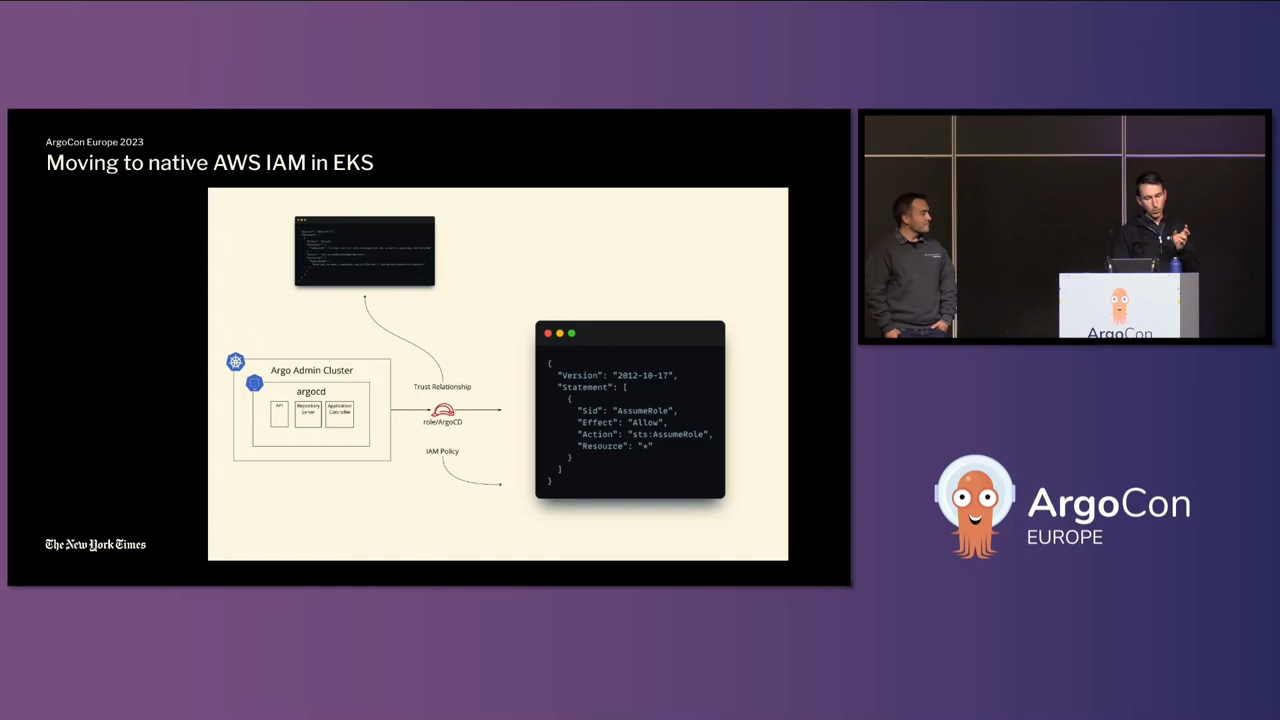 ArgoCon Europe 2023
Moving to native AWS IAM in EKS
Argo Admin Cluster
argocd
API
Repository
Server
Application
Controller
Trust Relationship
role/ArgoCD
IAM Policy
{
"Version": "2012-10-17",
"Statement": [
{
"Sid": "AssumeRole",
"Effect": "Allow",
"Action": "sts:AssumeRole",
"Resource": "*"
}
]
}
The New York Times
ArgoCon
ArgoCon
EUROPE